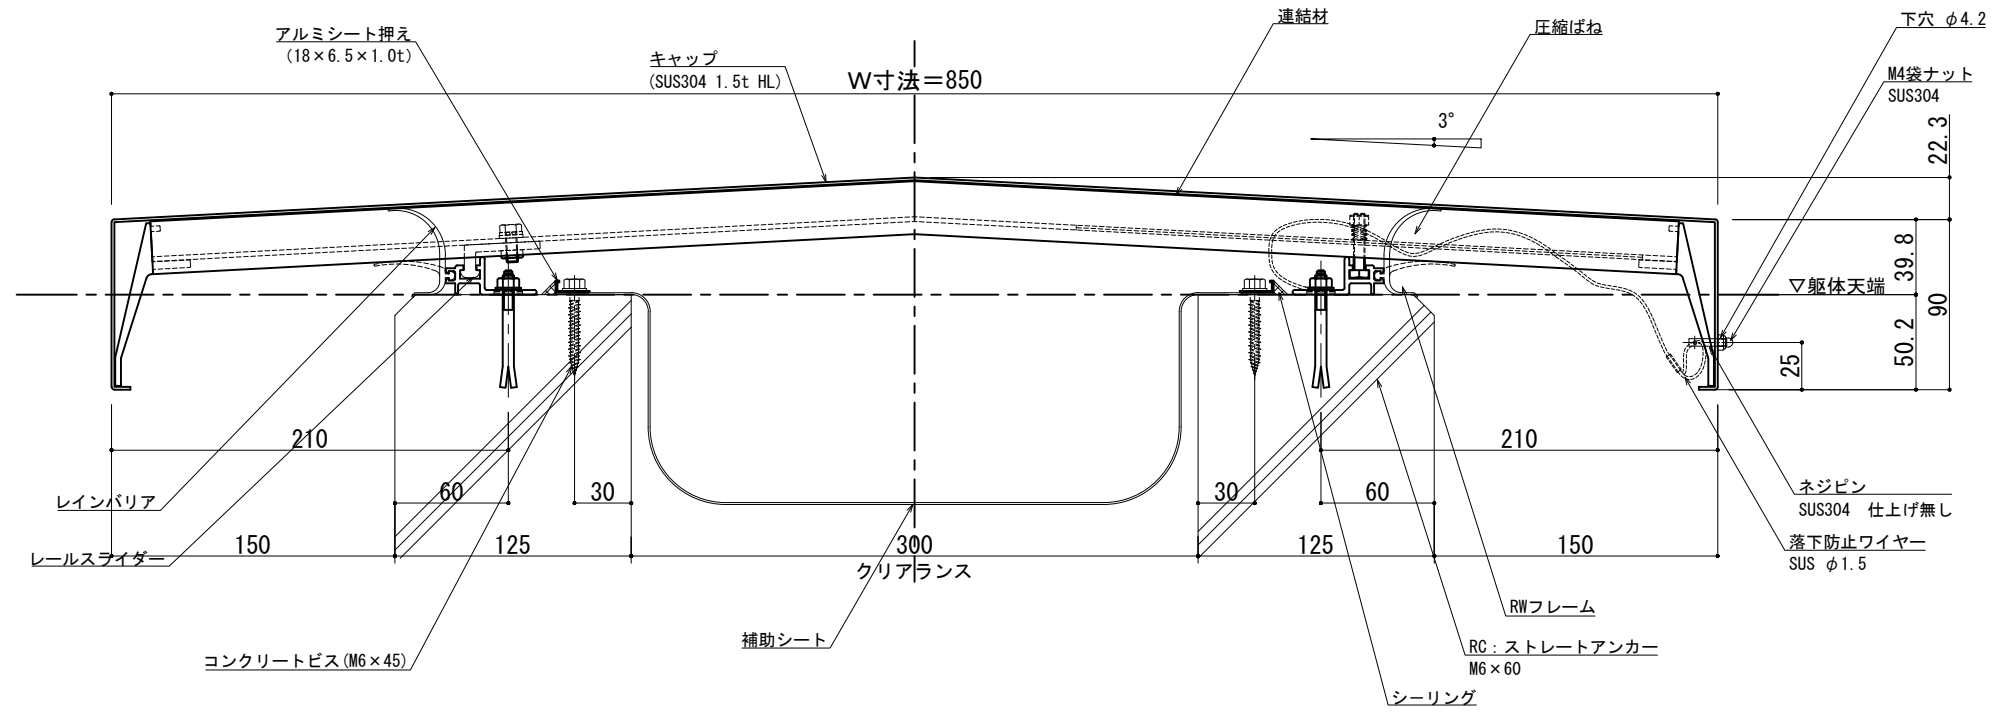 アルミシート押え
(18×6.5×1.0t)
キャップ
(SUS304 1.5t HL)
W寸法=850
連結材
圧縮ばね
下穴 φ4.2
M4袋ナット
SUS304
3°
22.3
39.8
▽躯体天端
90
50.2
25
210
210
60
30
30
60
レインバリア
ネジピン
SUS304 仕上げ無し
150
125
300
125
150
レールスライダー
クリアランス
落下防止ワイヤー
SUS φ1.5
RWフレーム
補助シート
コンクリートビス(M6×45)
RC:ストレートアンカー
M6×60
シーリング